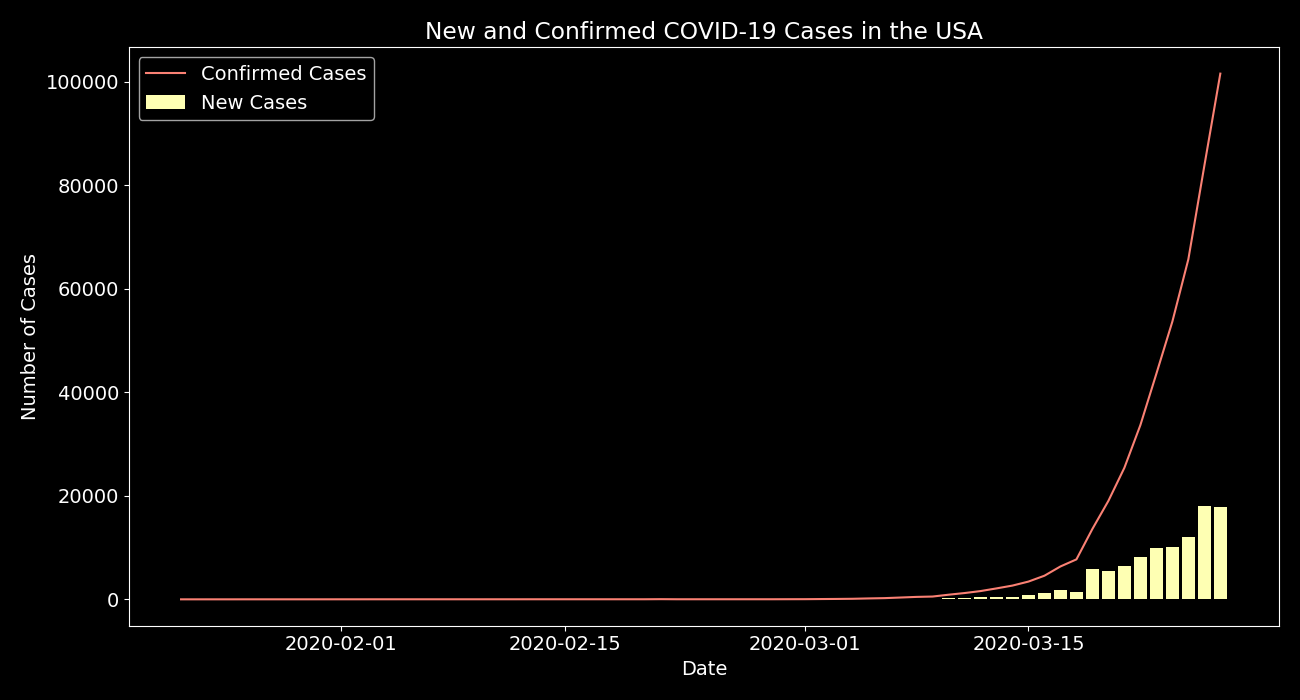 New and Confirmed COVID-19 Cases in the USA
Confirmed Cases
New Cases
100000
80000
60000
40000
20000
0
Number of Cases
2020-02-01
2020-02-15
2020-03-01
2020-03-15
Date